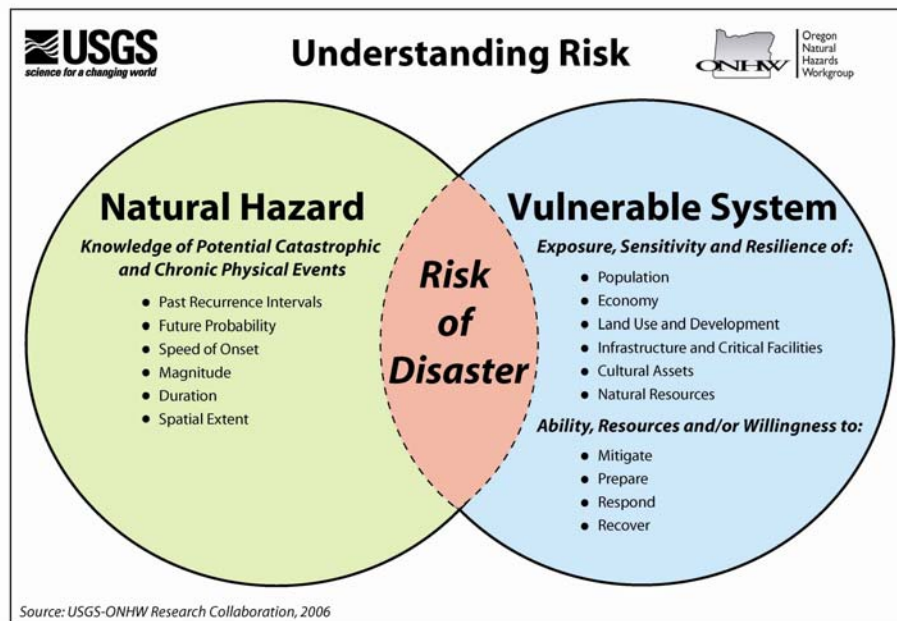 USGS
science for a changing world
Understanding Risk
ONHW
Oregon
Natural
Hazards
Workgroup
Natural Hazard
Knowledge of Potential Catastrophic
and Chronic Physical Events
• Past Recurrence Intervals
• Future Probability
• Speed of Onset
• Magnitude
• Duration
• Spatial Extent
Risk
of
Disaster
Vulnerable System
Exposure, Sensitivity and Resilience of:
• Population
• Economy
• Land Use and Development
• Infrastructure and Critical Facilities
• Cultural Assets
• Natural Resources
Ability, Resources and/or Willingness to:
• Mitigate
• Prepare
• Respond
• Recover
Source: USGS-ONHW Research Collaboration, 2006